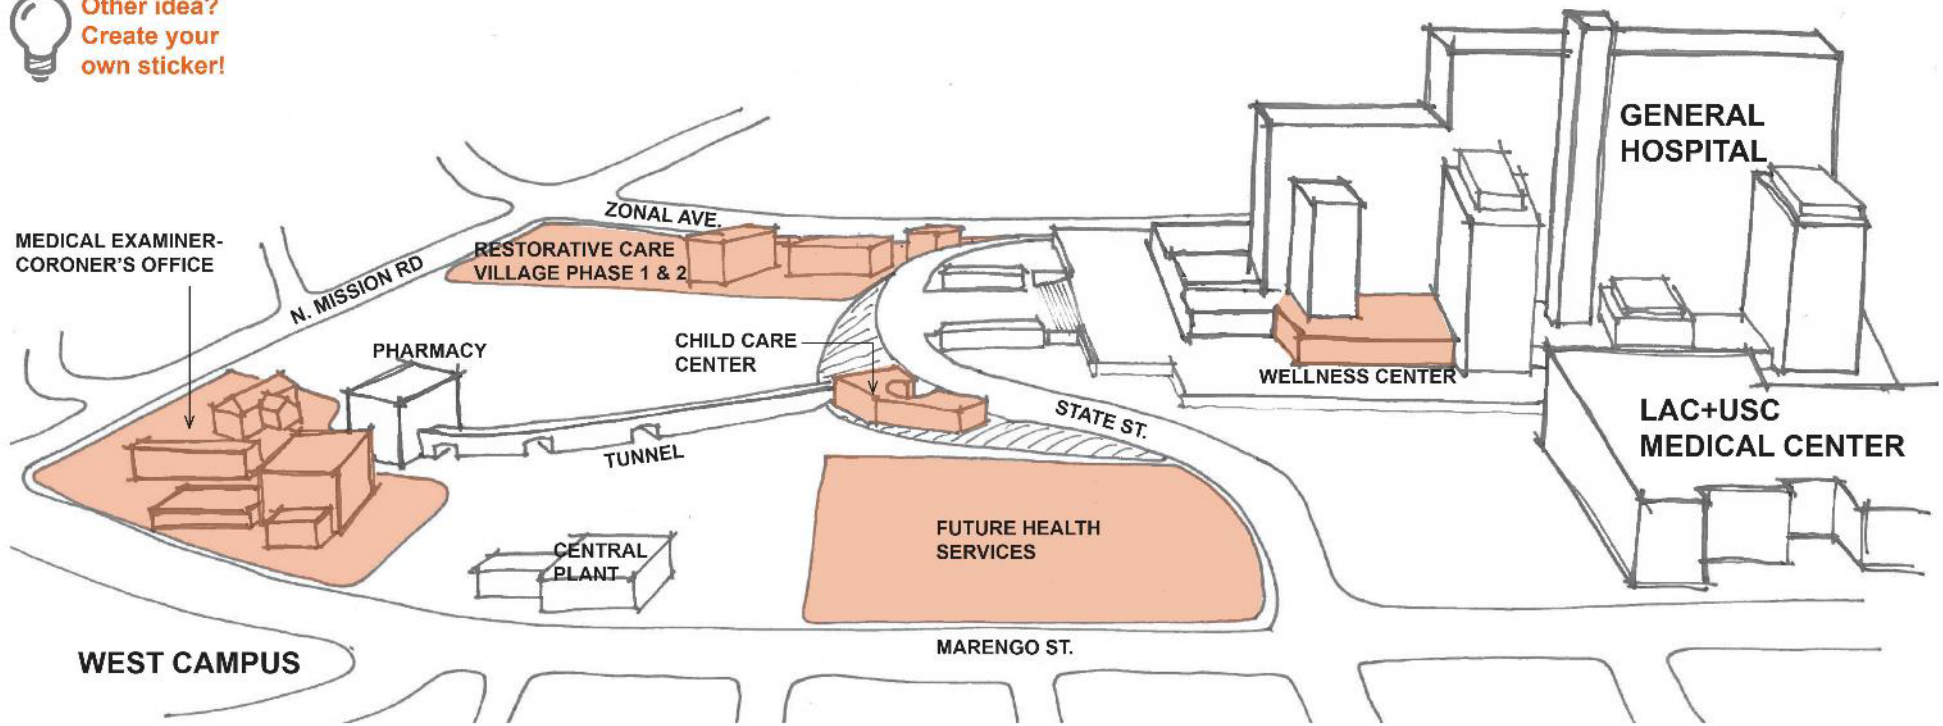 Other idea?
Create your
own sticker!
GENERAL
HOSPITAL
ZONAL AVE.
MEDICAL EXAMINER-
CORONER'S OFFICE
RESTORATIVE CARE
VILLAGE PHASE 1 & 2
N. MISSION RD
PHARMACY
CHILD CARE
CENTER
WELLNESS CENTER
STATE ST.
LAC+USC
MEDICAL CENTER
TUNNEL
FUTURE HEALTH
SERVICES
CENTRAL
PLANT
MARENGO ST.
WEST CAMPUS